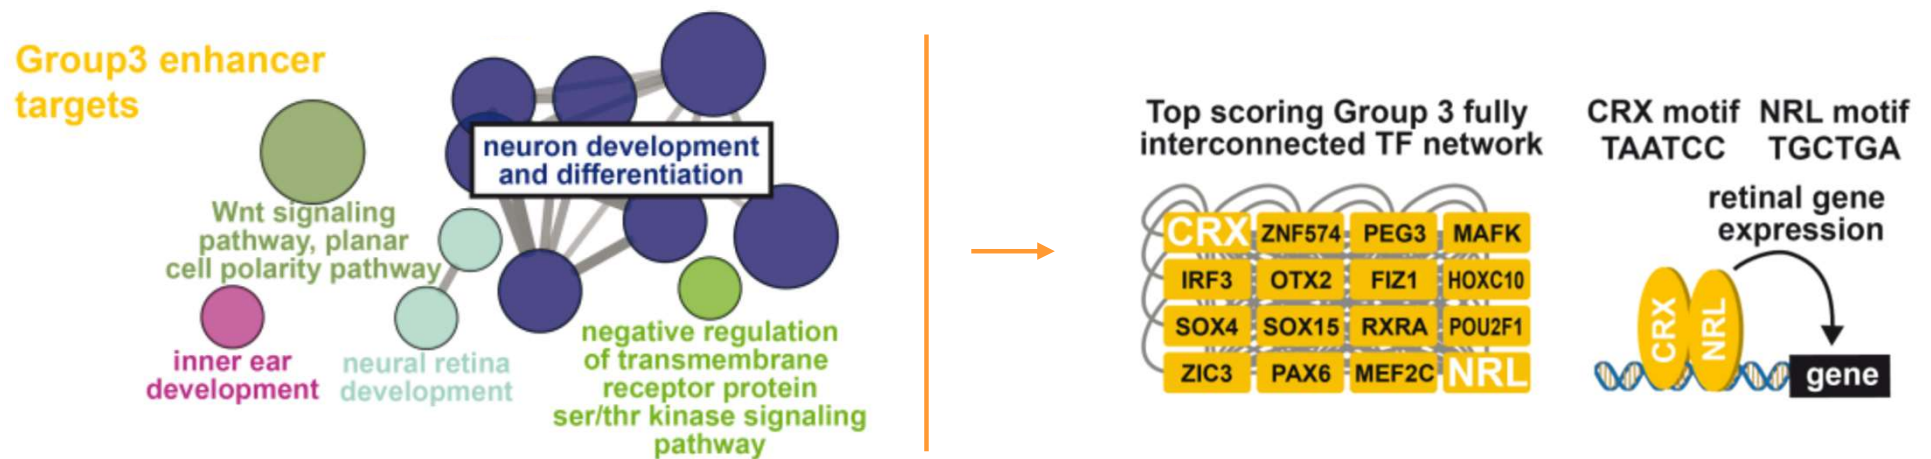 Group3 enhancer
targets
neuron development
and differentiation
Wnt signaling
pathway, planar
cell polarity pathway
inner ear
development
neural retina
development
negative regulation
of transmembrane
receptor protein
ser/thr kinase signaling
pathway
Top scoring Group 3 fully
interconnected TF network
CRX ZNF574 PEG3 MAFK
IRF3 OTX2 FIZ1 HOXC10
SOX4 SOX15 RXRA POU2F1
ZIC3 PAX6 MEF2C NRL
CRX motif NRL motif
TAATCC TGCTGA
retinal gene
expression
CRX NRL
gene